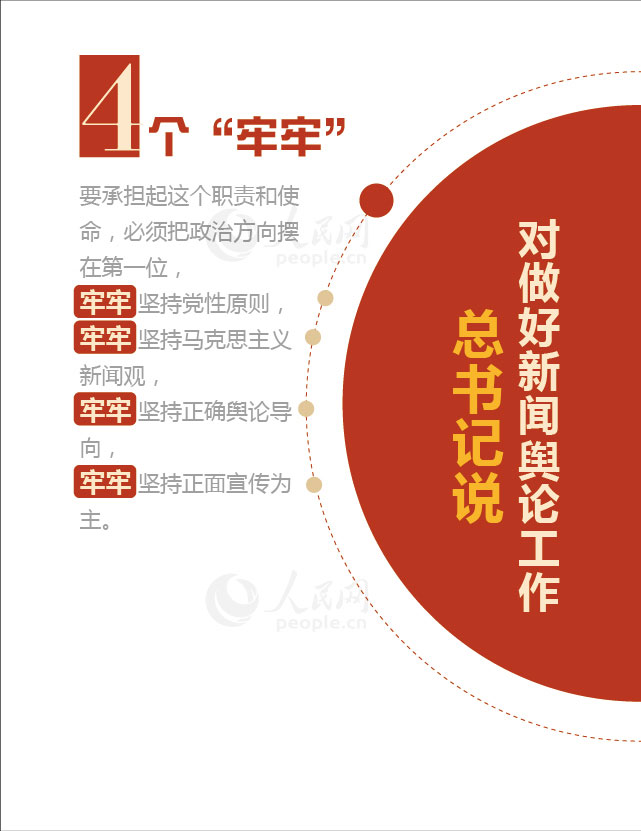 4个“牢牢”
要承担起这个职责和使
命，必须把政治方向摆
在第一位，
牢牢坚持党性原则，
牢牢坚持马克思主义
新闻观，
牢牢坚持正确舆论导
向，
牢牢坚持正面宣传为
主。
对做好新闻舆论工作
总书记说
人民网
people.cn
人民网
people.cn